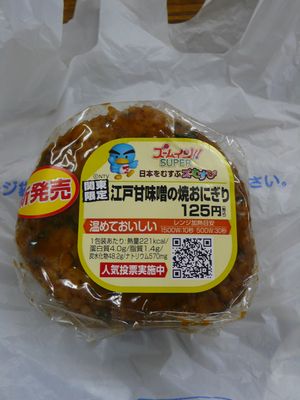 ズームイン!!
SUPER
©NTV
日本をむすぶ
発売
関東
限定
江戸甘味噌の焼おにぎり
125円
温めておいしい
レンジ加熱目安
1500W:10秒 500W:30秒
1包装あたり:熱量221kcal/
蛋白質4.0g/脂質1.4g/
炭水化物48.2g/ナトリウム570mg
人気投票実施中
さい。